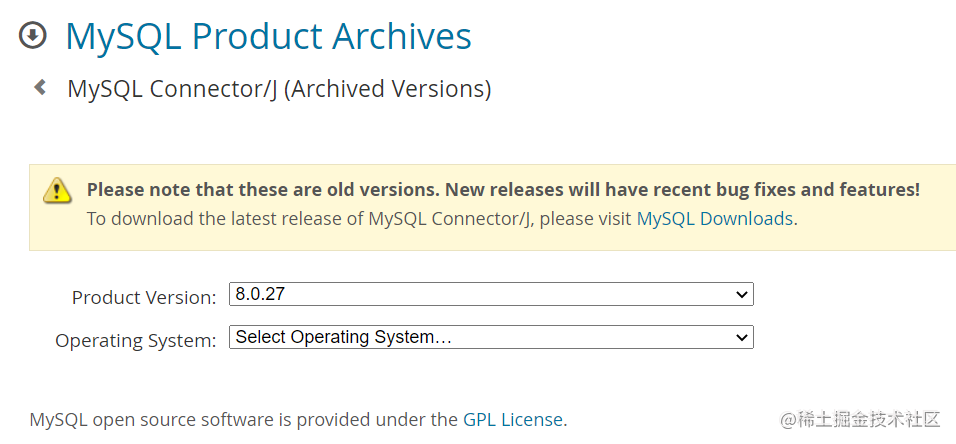 MySQL Product Archives
MySQL Connector/J (Archived Versions)
Please note that these are old versions. New releases will have recent bug fixes and features!
To download the latest release of MySQL Connector/J, please visit MySQL Downloads.
Product Version: 8.0.27
Operating System: Select Operating System…
MySQL open source software is provided under the GPL License.
@稀土掘金技术社区